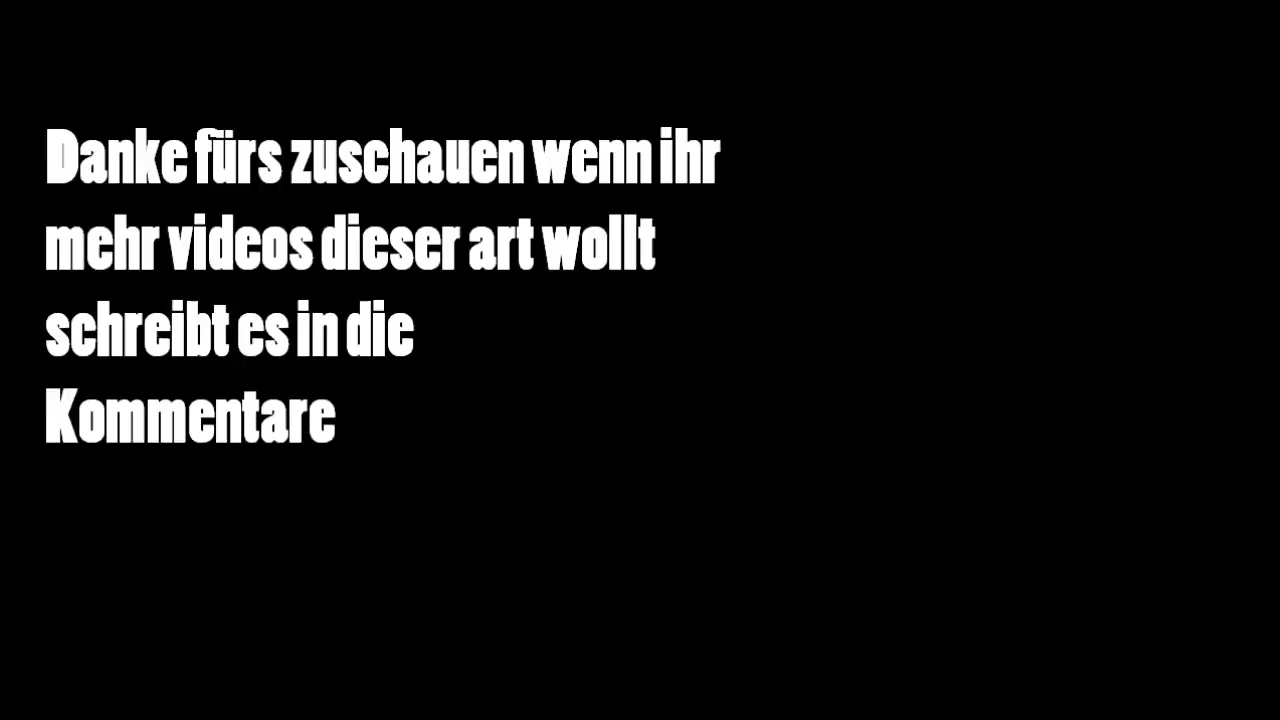 Danke fürs zuschauen wenn ihr
mehr videos dieser art wollt
schreibt es in die
Kommentare